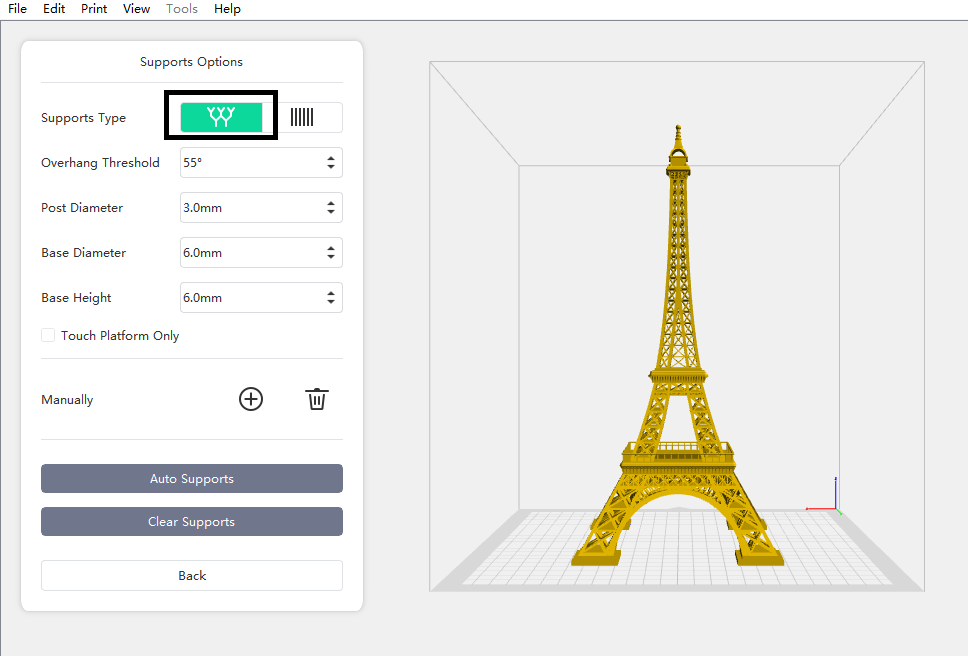 File Edit Print View Tools Help
Supports Options
Supports Type
Overhang Threshold 55°
Post Diameter 3.0mm
Base Diameter 6.0mm
Base Height 6.0mm
Touch Platform Only
Manually
Auto Supports
Clear Supports
Back